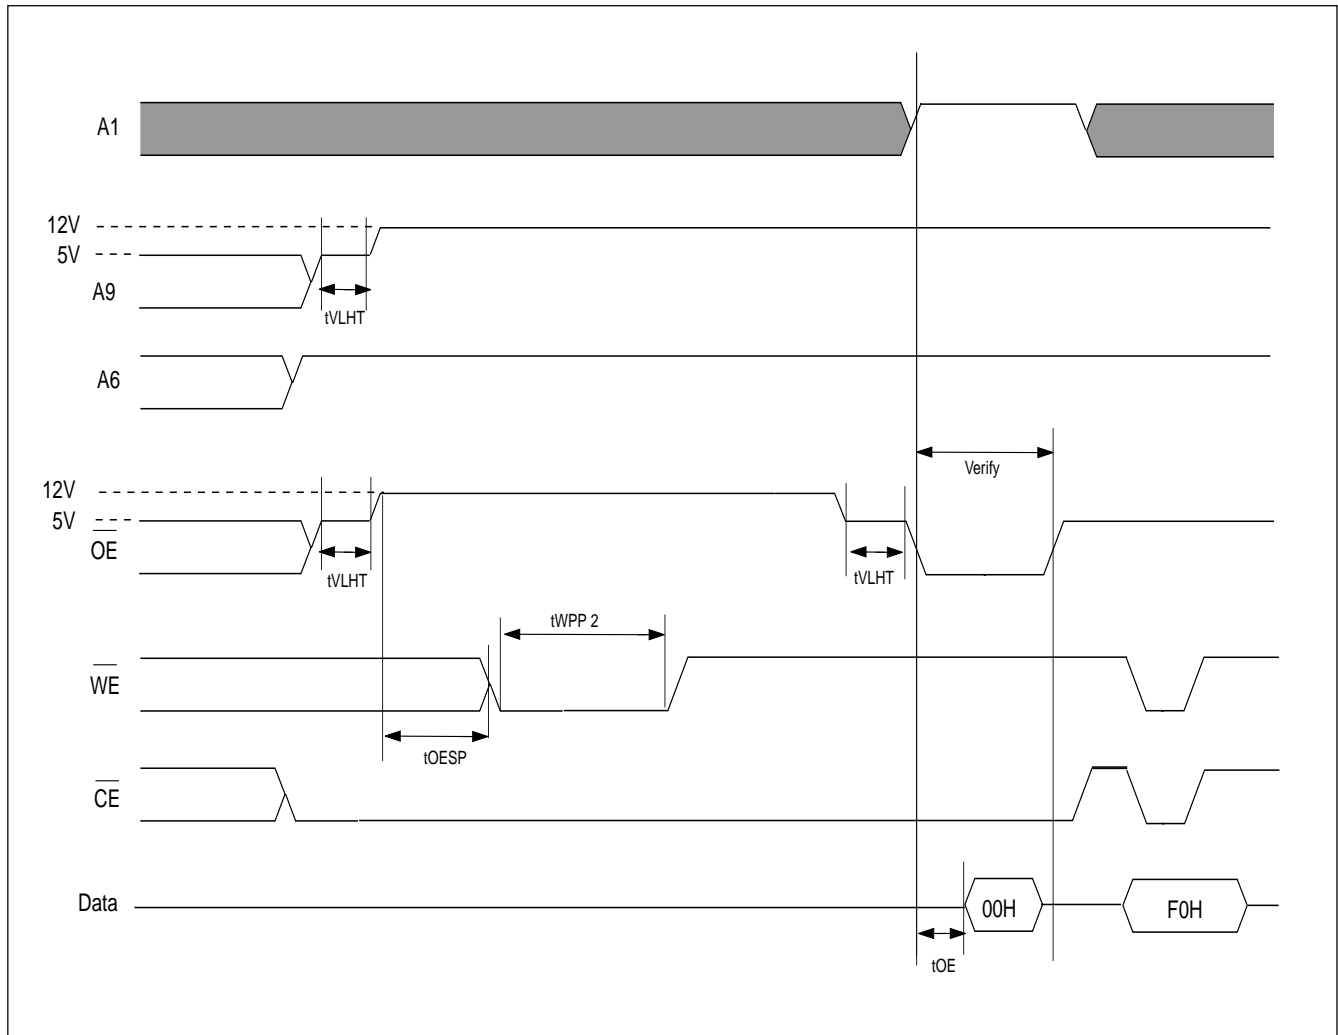 A1
12V
5V
A9
tVLHT
A6
Verify
12V
5V
OE
tVLHT
tVLHT
tWPP 2
WE
tOESP
CE
Data
00H
F0H
tOE